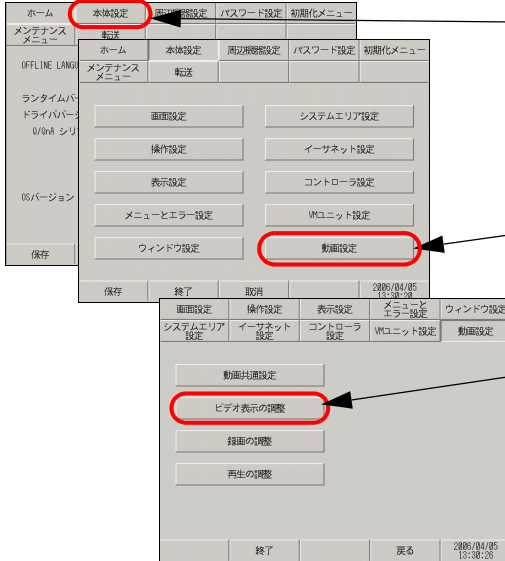 ホーム 本体設定 周辺機器設定 パスワード設定 初期化メニュー
メンテナンス
メニュー 転送
OFFLINE LANGU
ランタイムバー
ドライババー
Q/QnA シリ
OSバージョン
保存
ホーム 本体設定 周辺機器設定 パスワード設定 初期化メニュー
メンテナンス
メニュー 転送
画面設定 システムエリア設定
操作設定 イーサネット設定
表示設定 コントローラ設定
メニューとエラー設定 VMユニット設定
ウィンドウ設定 動画設定
保存 終了 取消 2006/04/05
13:30:20
画面設定 操作設定 表示設定 メニューと
エラー設定 ウィンドウ設定
システムエリア
設定 イーサネット
設定 コントローラ
設定 VMユニット設定 動画設定
動画共通設定
ビデオ表示の調整
録画の調整
再生の調整
終了 戻る 2006/04/05
13:30:26